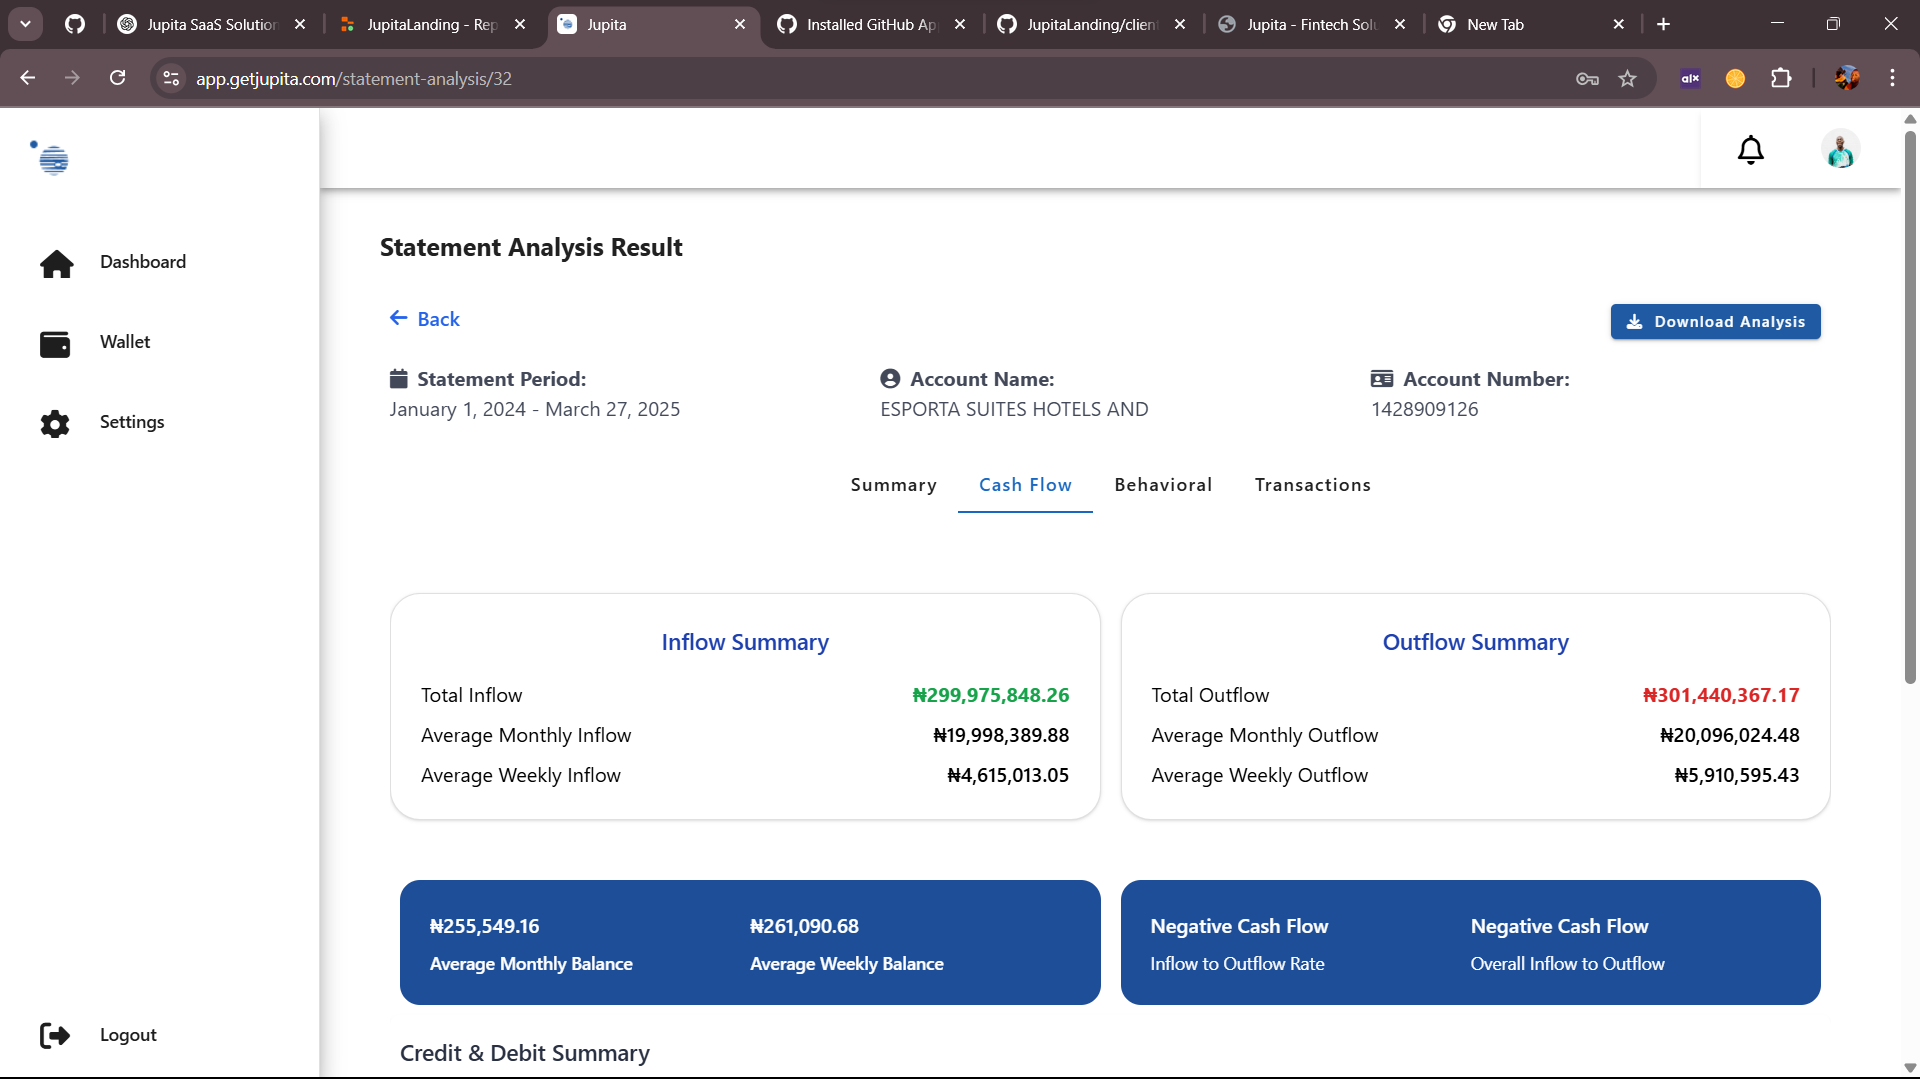 Jupita SaaS Solution
JupitaLanding - Rep
Jupita
Installed GitHub Ap
JupitaLanding/client
Jupita - Fintech Solu
New Tab
app.getjupita.com/statement-analysis/32
alx
Dashboard
Wallet
Settings
Logout
Statement Analysis Result
Back
Download Analysis
Statement Period:
January 1, 2024 - March 27, 2025
Account Name:
ESPORTA SUITES HOTELS AND
Account Number:
1428909126
Summary
Cash Flow
Behavioral
Transactions
Inflow Summary
Total Inflow ₦299,975,848.26
Average Monthly Inflow ₦19,998,389.88
Average Weekly Inflow ₦4,615,013.05
Outflow Summary
Total Outflow ₦301,440,367.17
Average Monthly Outflow ₦20,096,024.48
Average Weekly Outflow ₦5,910,595.43
₦255,549.16
Average Monthly Balance
₦261,090.68
Average Weekly Balance
Negative Cash Flow
Inflow to Outflow Rate
Negative Cash Flow
Overall Inflow to Outflow
Credit & Debit Summary